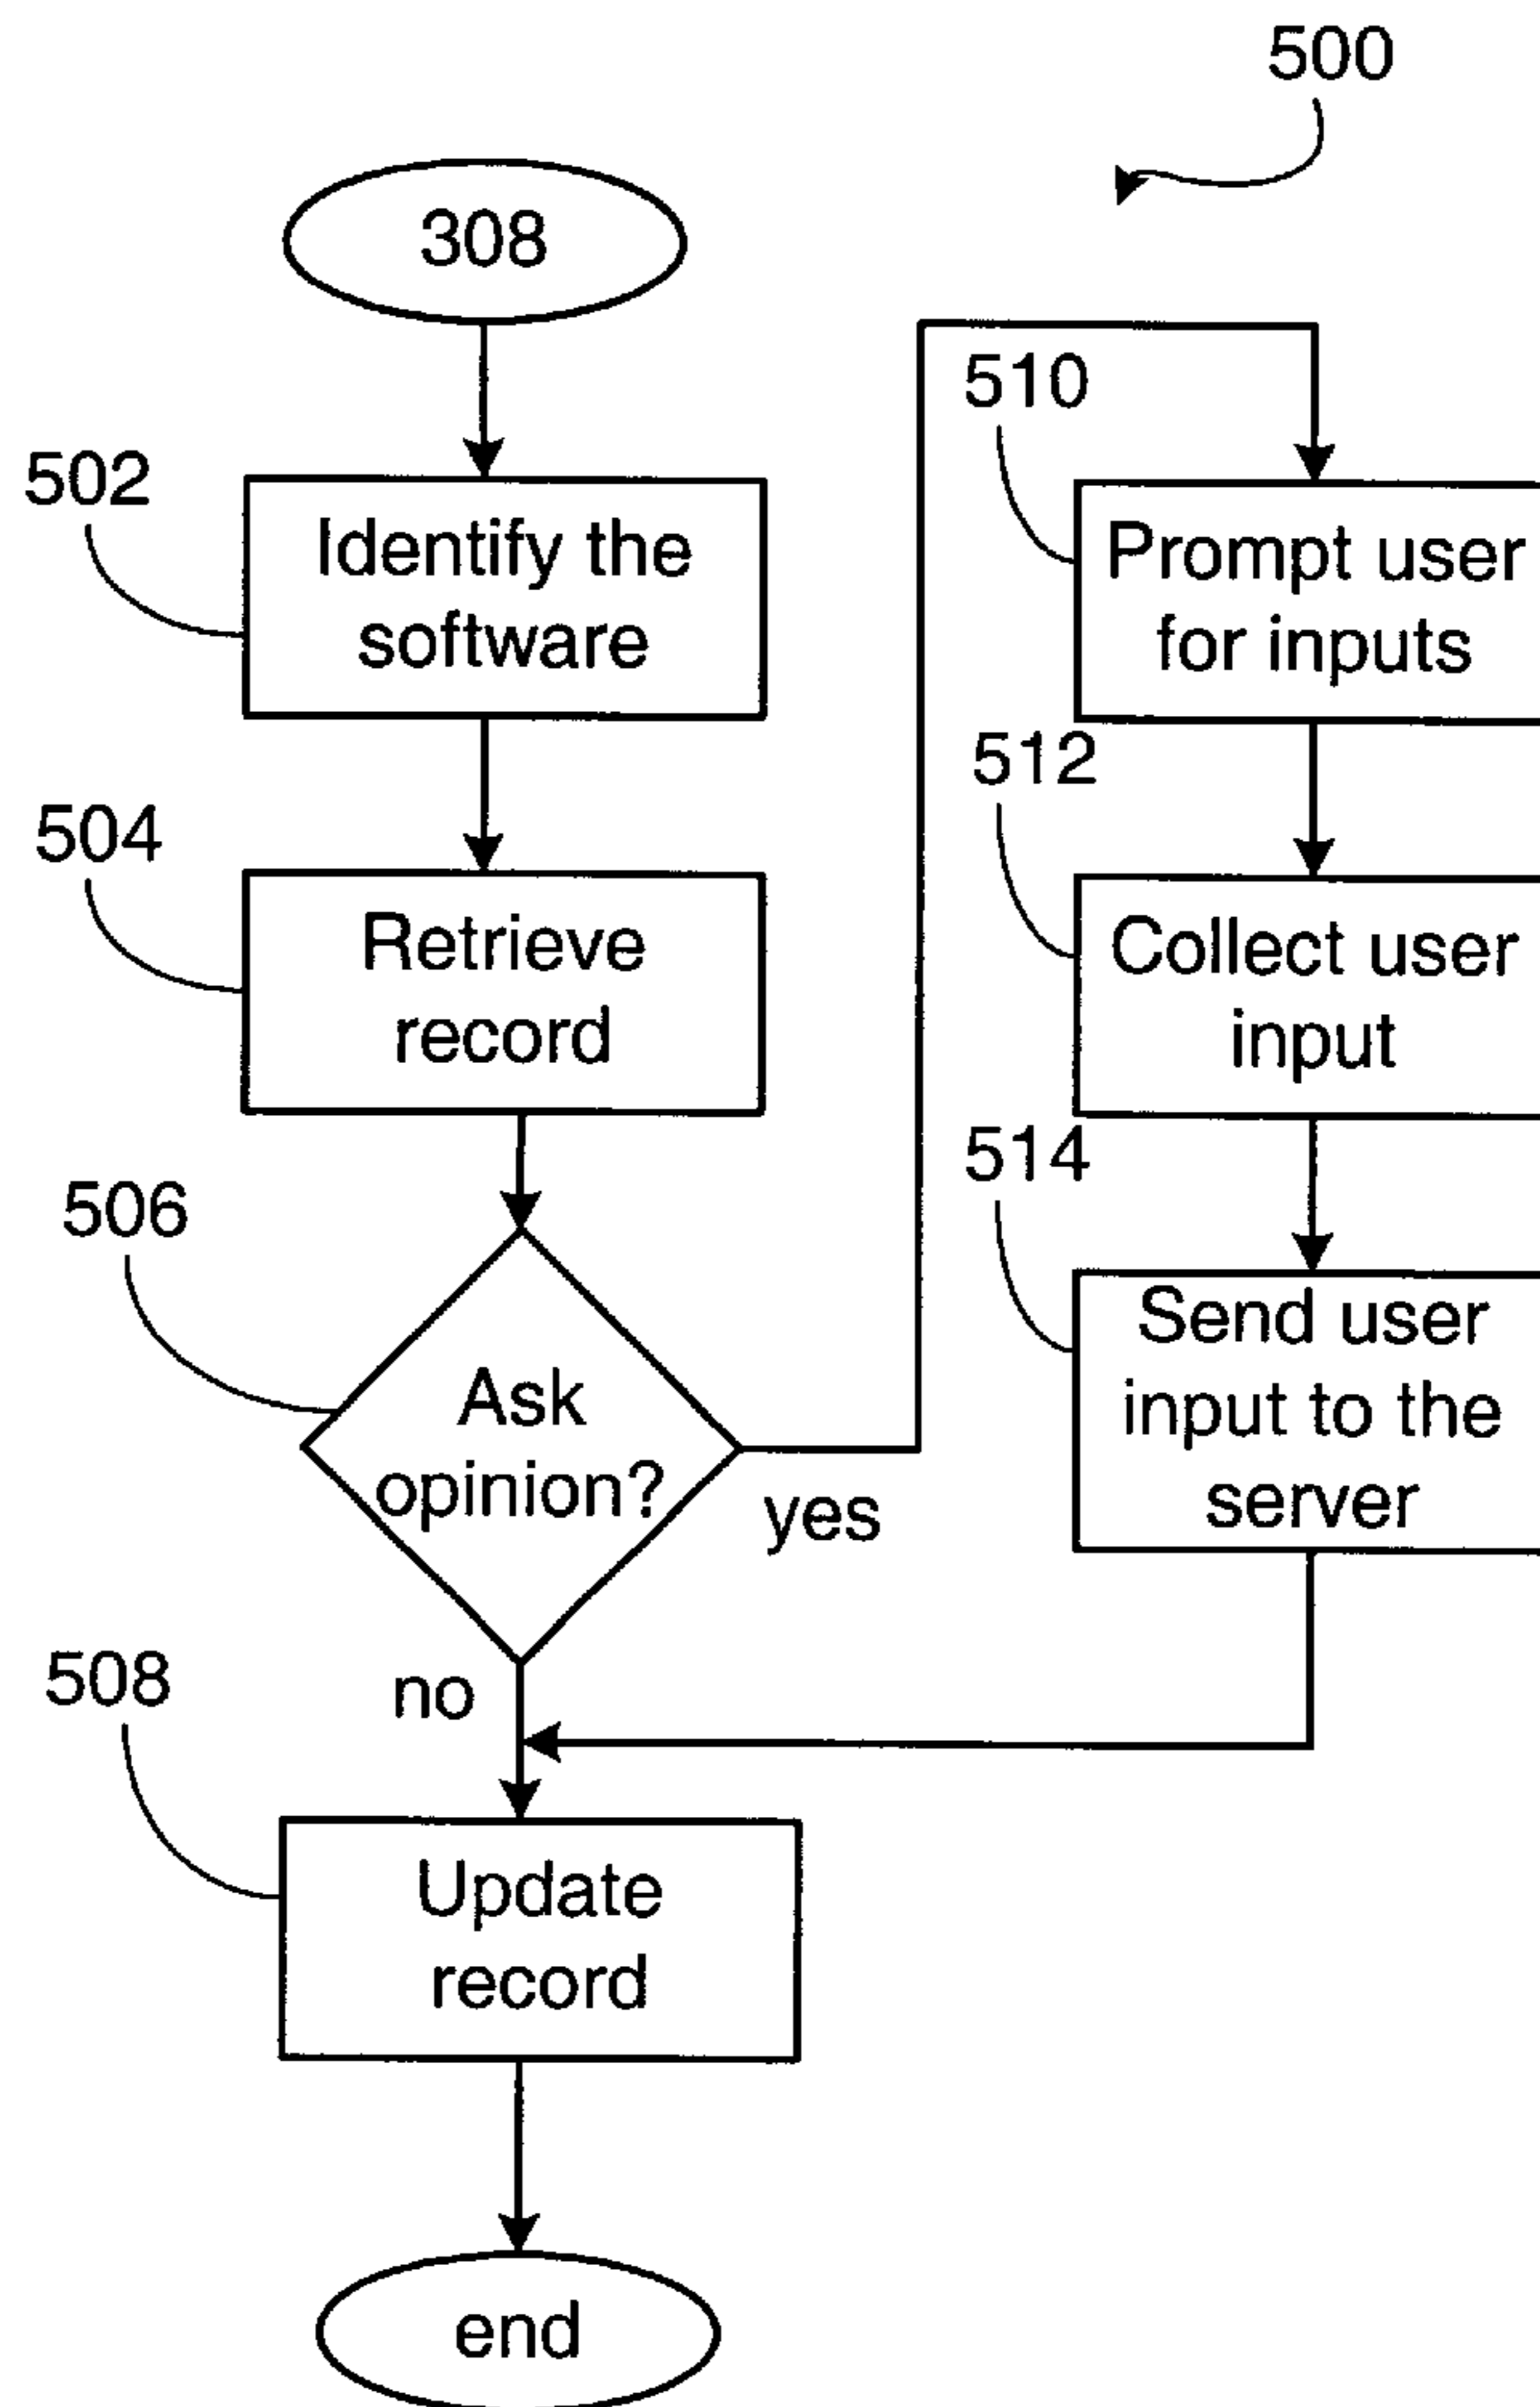 500
308
502
Identify the
software
504
Retrieve
record
506
Ask
opinion?
yes
no
508
Update
record
end
510
Prompt user
for inputs
512
Collect user
input
514
Send user
input to the
server